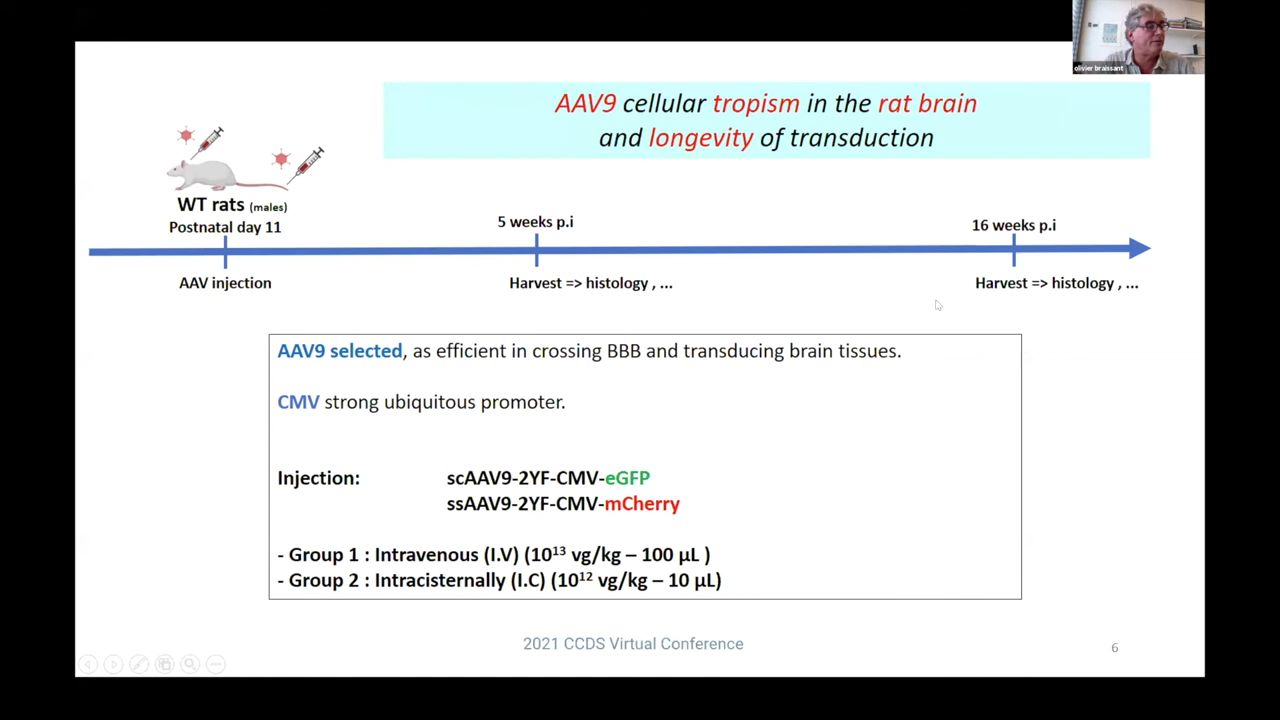 olivier braissant
AAV9 cellular tropism in the rat brain
and longevity of transduction
WT rats (males)
Postnatal day 11
5 weeks p.i
16 weeks p.i
AAV injection
Harvest => histology , ...
Harvest => histology , ...
AAV9 selected, as efficient in crossing BBB and transducing brain tissues.
CMV strong ubiquitous promoter.
Injection: scAAV9-2YF-CMV-eGFP
ssAAV9-2YF-CMV-mCherry
- Group 1 : Intravenous (I.V) (10¹³ vg/kg – 100 µL )
- Group 2 : Intracisternally (I.C) (10¹² vg/kg – 10 µL)
2021 CCDS Virtual Conference
6